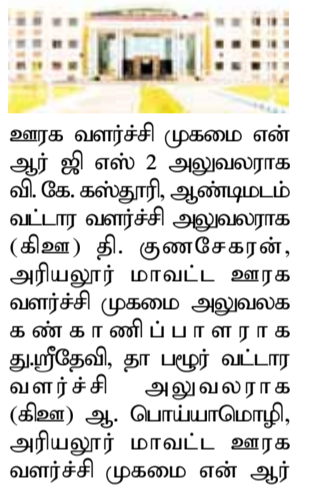 ஊரக வளர்ச்சி முகமை என்
ஆர் ஜி எஸ் 2 அலுவலராக
வி. கே. கஸ்தூரி, ஆண்டிமடம்
வட்டார வளர்ச்சி அலுவலராக
(கிஊ) தி. குணசேகரன்,
அரியலூர் மாவட்ட ஊரக
வளர்ச்சி முகமை அலுவலக
கண்காணிப்பாளராக
து.ஸ்ரீதேவி, தா பழூர் வட்டார
வளர்ச்சி அலுவலராக
(கிஊ) ஆ. பொய்யாமொழி,
அரியலூர் மாவட்ட ஊரக
வளர்ச்சி முகமை என் ஆர்